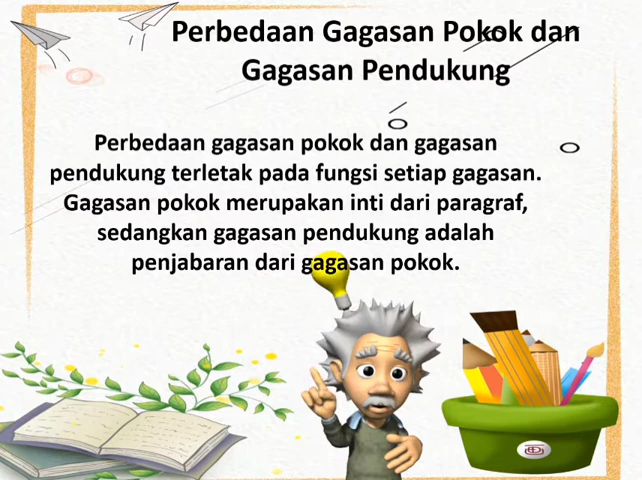 Perbedaan Gagasan Pokok dan
Gagasan Pendukung
Perbedaan gagasan pokok dan gagasan
pendukung terletak pada fungsi setiap gagasan.
Gagasan pokok merupakan inti dari paragraf,
sedangkan gagasan pendukung adalah
penjabaran dari gagasan pokok.